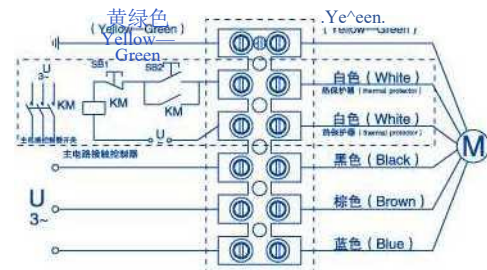 黄绿色
.Ye^een.
( Yellow—Green )
Yellow—
Green
( Yellow—Green )
SB1
SB2
U
3~
KM
KM
KM
U
白色 ( White )
热保护器 ( thermal protector )
白色 ( White )
热保护器 ( thermal protector )
M
主电路接触控制器
黑色 ( Black )
U
3~
棕色 ( Brown )
蓝色 ( Blue )